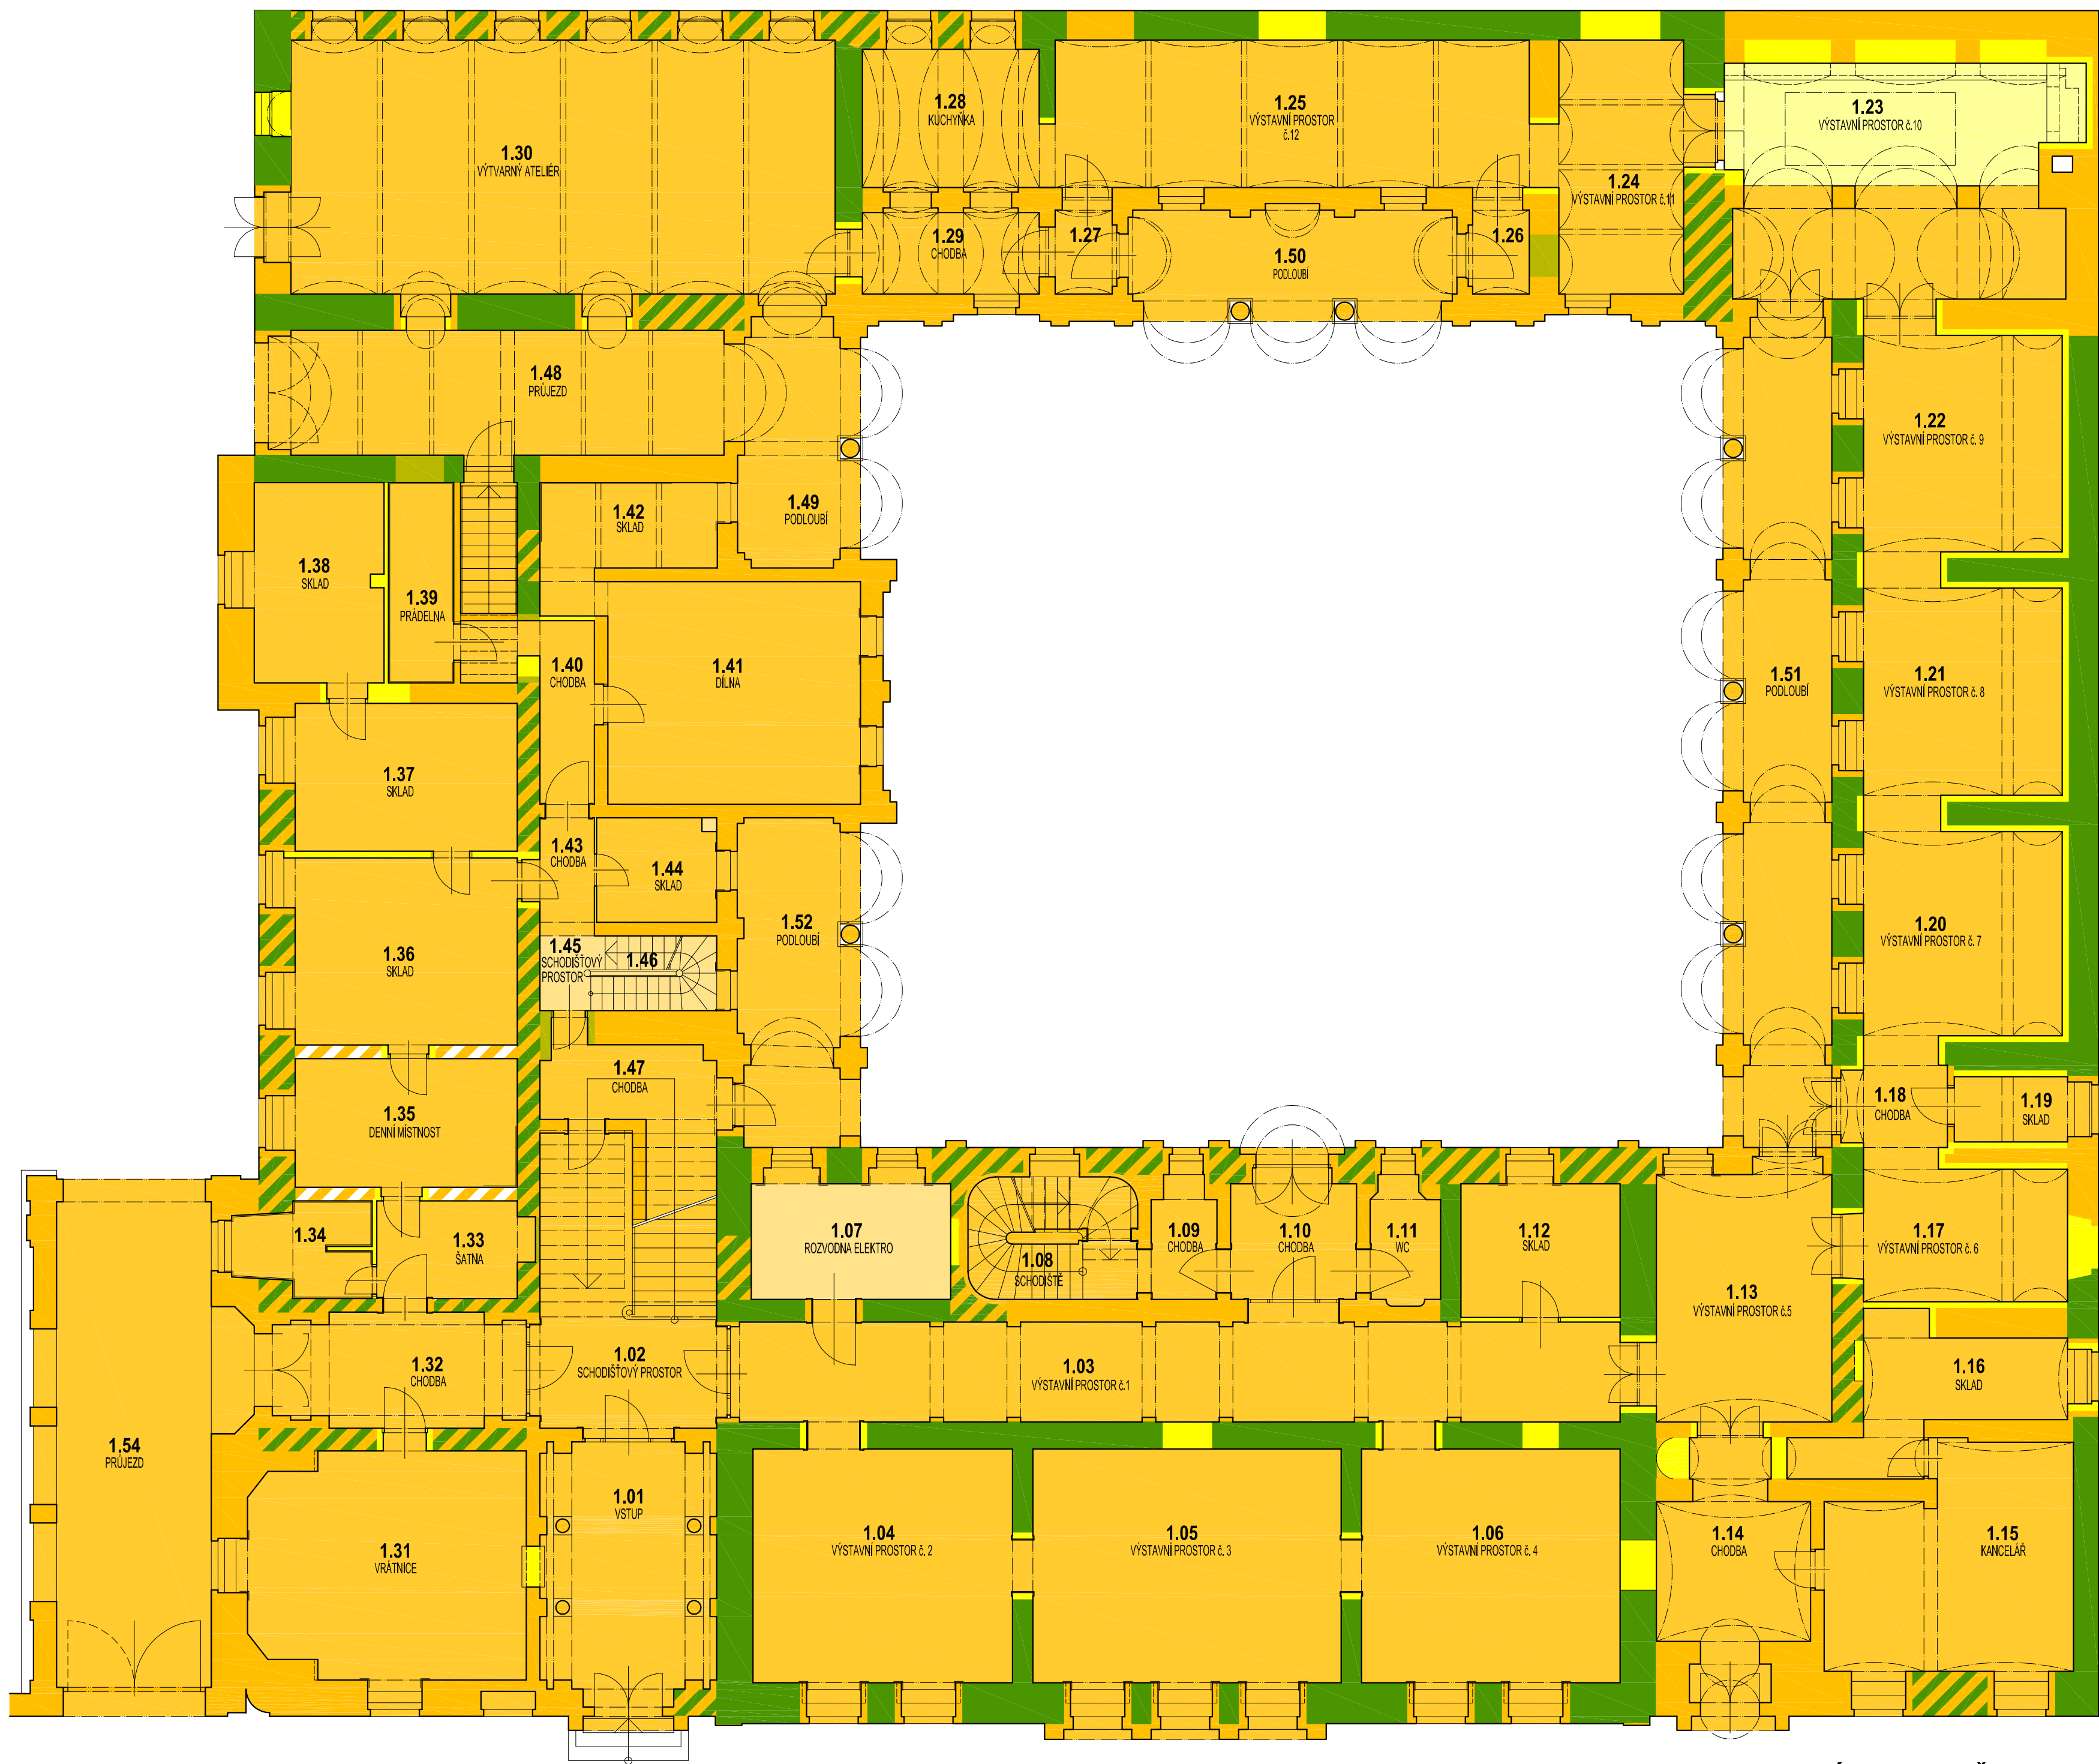 1.30
VÝTVARNÝ ATELIÉR
1.28
KUCHYŇKA
1.25
VÝSTAVNÍ PROSTOR
č.12
1.23
VÝSTAVNÍ PROSTOR č.10
1.24
VÝSTAVNÍ PROSTOR č.11
1.29
CHODBA
1.27
1.50
PODLOUBÍ
1.26
1.48
PRŮJEZD
1.22
VÝSTAVNÍ PROSTOR č. 9
1.49
PODLOUBÍ
1.42
SKLAD
1.38
SKLAD
1.39
PRÁDELNA
1.40
CHODBA
1.41
DÍLNA
1.51
PODLOUBÍ
1.21
VÝSTAVNÍ PROSTOR č. 8
1.37
SKLAD
1.43
CHODBA
1.44
SKLAD
1.52
PODLOUBÍ
1.20
VÝSTAVNÍ PROSTOR č. 7
1.36
SKLAD
1.45
SCHODIŠŤOVÝ
PROSTOR
1.46
1.47
CHODBA
1.35
DENNÍ MÍSTNOST
1.18
CHODBA
1.19
SKLAD
1.34
1.33
ŠATNA
1.07
ROZVODNA ELEKTRO
1.08
SCHODIŠTĚ
1.09
CHODBA
1.10
CHODBA
1.11
WC
1.12
SKLAD
1.13
VÝSTAVNÍ PROSTOR č.5
1.17
VÝSTAVNÍ PROSTOR č. 6
1.32
CHODBA
1.02
SCHODIŠŤOVÝ PROSTOR
1.03
VÝSTAVNÍ PROSTOR č.1
1.16
SKLAD
1.54
PRŮJEZD
1.31
VRÁTNICE
1.01
VSTUP
1.04
VÝSTAVNÍ PROSTOR č. 2
1.05
VÝSTAVNÍ PROSTOR č. 3
1.06
VÝSTAVNÍ PROSTOR č. 4
1.14
CHODBA
1.15
KANCELÁŘ